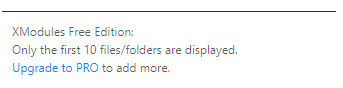 XModules Free Edition:
Only the first 10 files/folders are displayed.
Upgrade to PRO to add more.